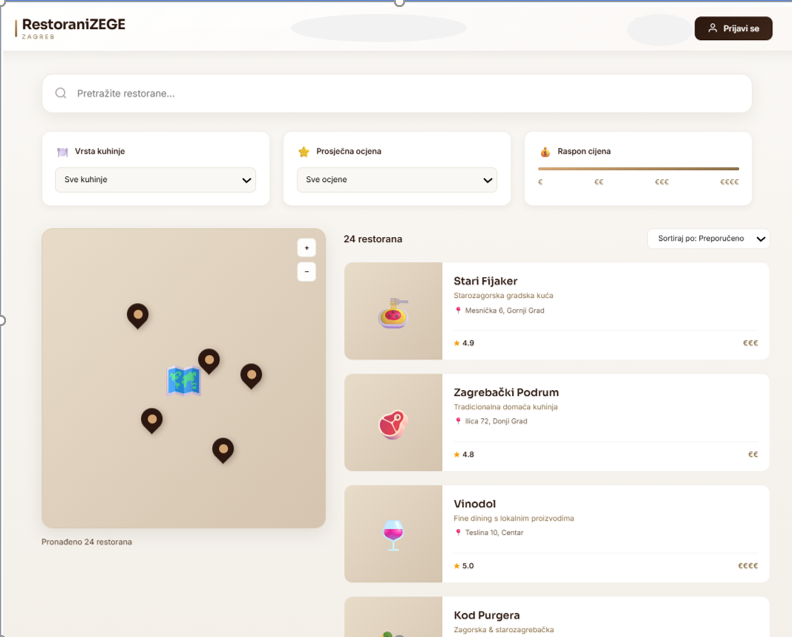 RestoraniZEGE
ZAGREB
Prijavi se
Pretražite restorane...
Vrsta kuhinje
Sve kuhinje
Prosječna ocjena
Sve ocjene
Raspon cijena
€ €€ €€€ €€€€
+
−
Pronađeno 24 restorana
24 restorana
Sortiraj po: Preporučeno
Stari Fijaker
Starozagorska gradska kuća
Mesnička 6, Gornji Grad
★ 4.9 €€€
Zagrebački Podrum
Tradicionalna domaća kuhinja
Ilica 72, Donji Grad
★ 4.8 €€
Vinodol
Fine dining s lokalnim proizvodima
Teslina 10, Centar
★ 5.0 €€€€
Kod Purgera
Zagorska & starozagrebačka